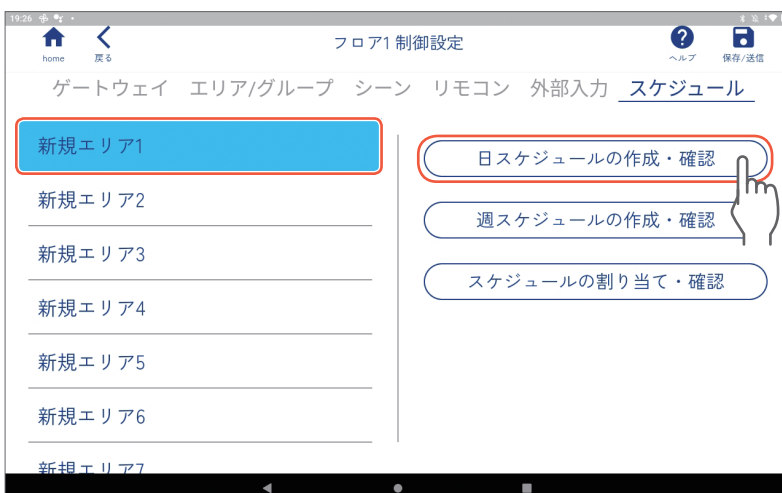 19:26
フロア1 制御設定
home
戻る
ヘルプ
保存/送信
ゲートウェイ エリア/グループ シーン リモコン 外部入力 スケジュール
新規エリア1
新規エリア2
新規エリア3
新規エリア4
新規エリア5
新規エリア6
新規エリア7
日スケジュールの作成・確認
週スケジュールの作成・確認
スケジュールの割り当て・確認